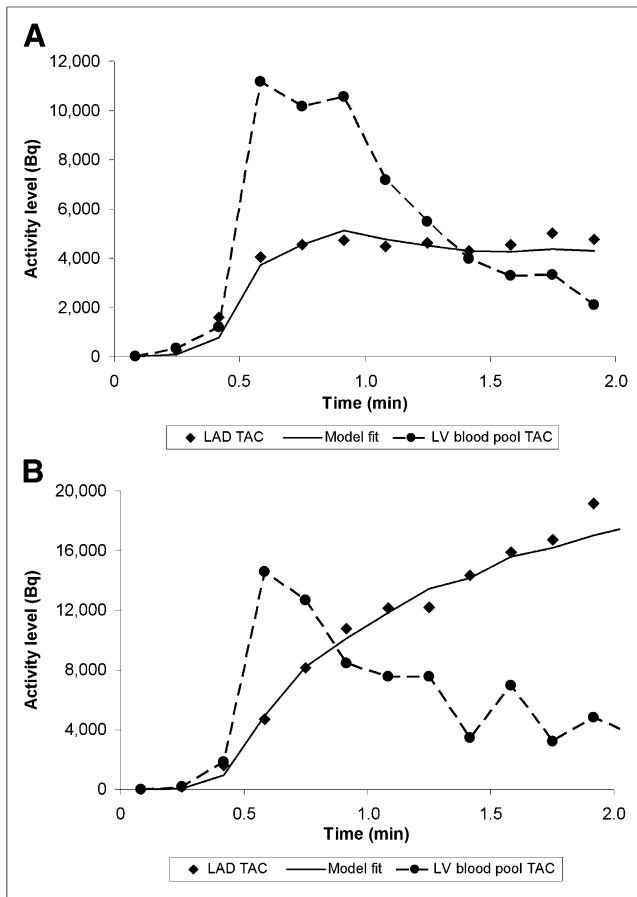 A
12,000
10,000
8,000
6,000
4,000
2,000
0
Activity level (Bq)
0 0.5 1.0 1.5 2.0
Time (min)
LAD TAC Model fit LV blood pool TAC
B
20,000
16,000
12,000
8,000
4,000
0
Activity level (Bq)
0 0.5 1.0 1.5 2.0
Time (min)
LAD TAC Model fit LV blood pool TAC